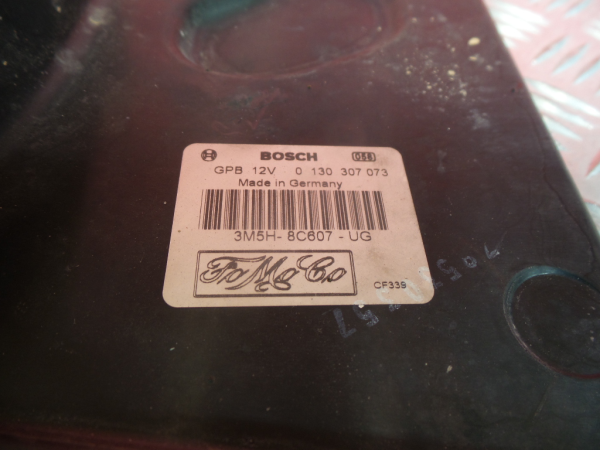 BOSCH
GPB 12V 0 130 307 073
Made in Germany
3M5H- 8C607 - UG
FoMoCo
CF339